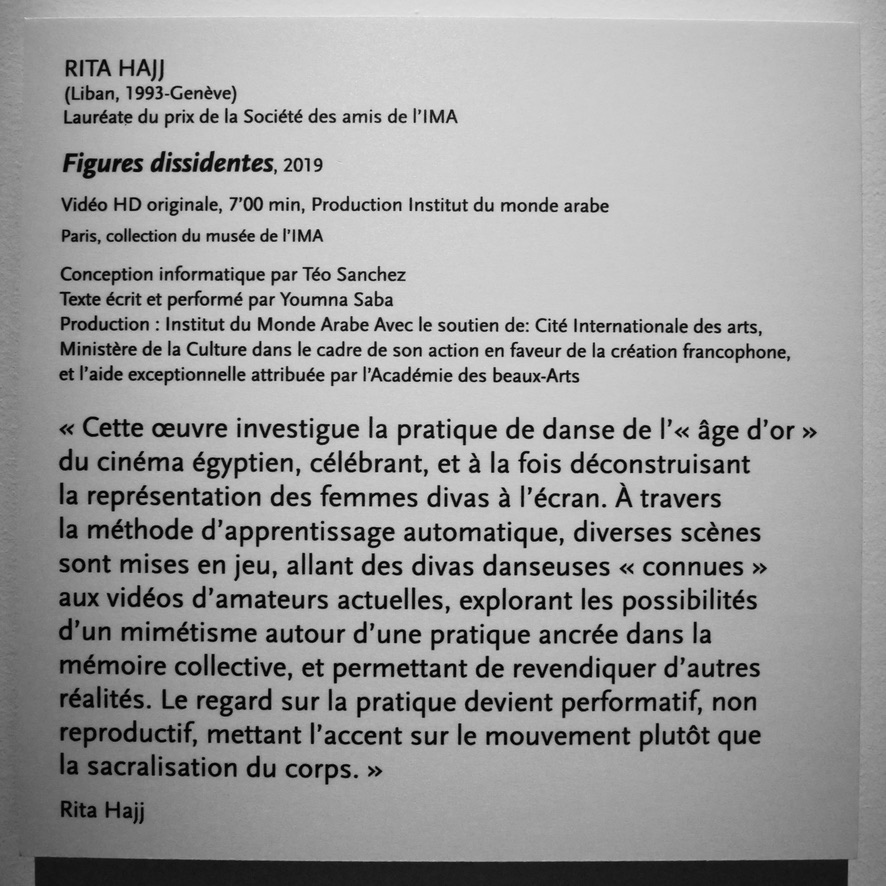 RITA HAJJ
(Liban, 1993-Genève)
Lauréate du prix de la Société des amis de l'IMA
Figures dissidentes, 2019
Vidéo HD originale, 7'00 min, Production Institut du monde arabe
Paris, collection du musée de l'IMA
Conception informatique par Téo Sanchez
Texte écrit et performé par Youmna Saba
Production : Institut du Monde Arabe Avec le soutien de: Cité Internationale des arts,
Ministère de la Culture dans le cadre de son action en faveur de la création francophone,
et l'aide exceptionnelle attribuée par l'Académie des beaux-Arts
« Cette œuvre investigue la pratique de danse de l'« âge d'or »
du cinéma égyptien, célébrant, et à la fois déconstruisant
la représentation des femmes divas à l'écran. À travers
la méthode d'apprentissage automatique, diverses scènes
sont mises en jeu, allant des divas danseuses « connues »
aux vidéos d'amateurs actuelles, explorant les possibilités
d'un mimétisme autour d'une pratique ancrée dans la
mémoire collective, et permettant de revendiquer d'autres
réalités. Le regard sur la pratique devient performatif, non
reproductif, mettant l'accent sur le mouvement plutôt que
la sacralisation du corps. »
Rita Hajj